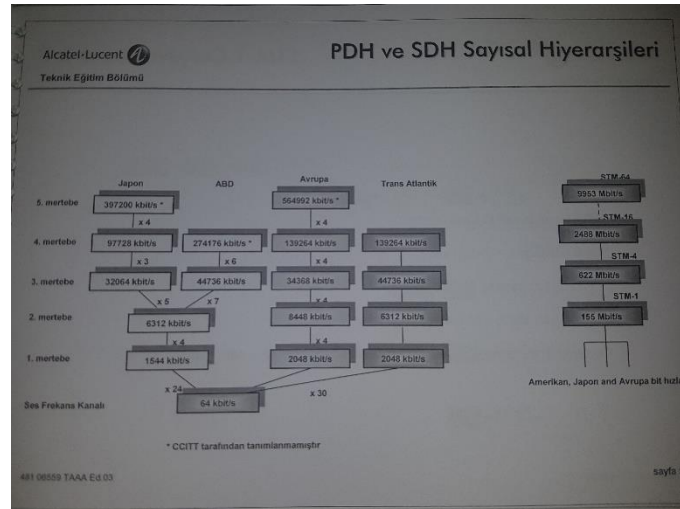 Alcatel·Lucent
PDH ve SDH Sayısal Hiyerarşileri
Teknik Eğitim Bölümü
Japon ABD Avrupa Trans Atlantik
STM-64
5. mertebe 397200 kbit/s * 564992 kbit/s * 9953 Mbit/s
x 4 x 4
STM-16
4. mertebe 97728 kbit/s 274176 kbit/s * 139264 kbit/s 139264 kbit/s 2488 Mbit/s
x 3 x 6 x 4
STM-4
3. mertebe 32064 kbit/s 44736 kbit/s 34368 kbit/s 44736 kbit/s 622 Mbit/s
x 5 x 7 x 4
STM-1
2. mertebe 6312 kbit/s 8448 kbit/s 6312 kbit/s 155 Mbit/s
x 4 x 4
1. mertebe 1544 kbit/s 2048 kbit/s 2048 kbit/s
Amerikan, Japon and Avrupa bit
x 24 x 30
Ses Frekans Kanalı 64 kbit/s
* CCITT tarafından tanımlanmamıştır
481 06559 TAAA Ed.03
sayfa